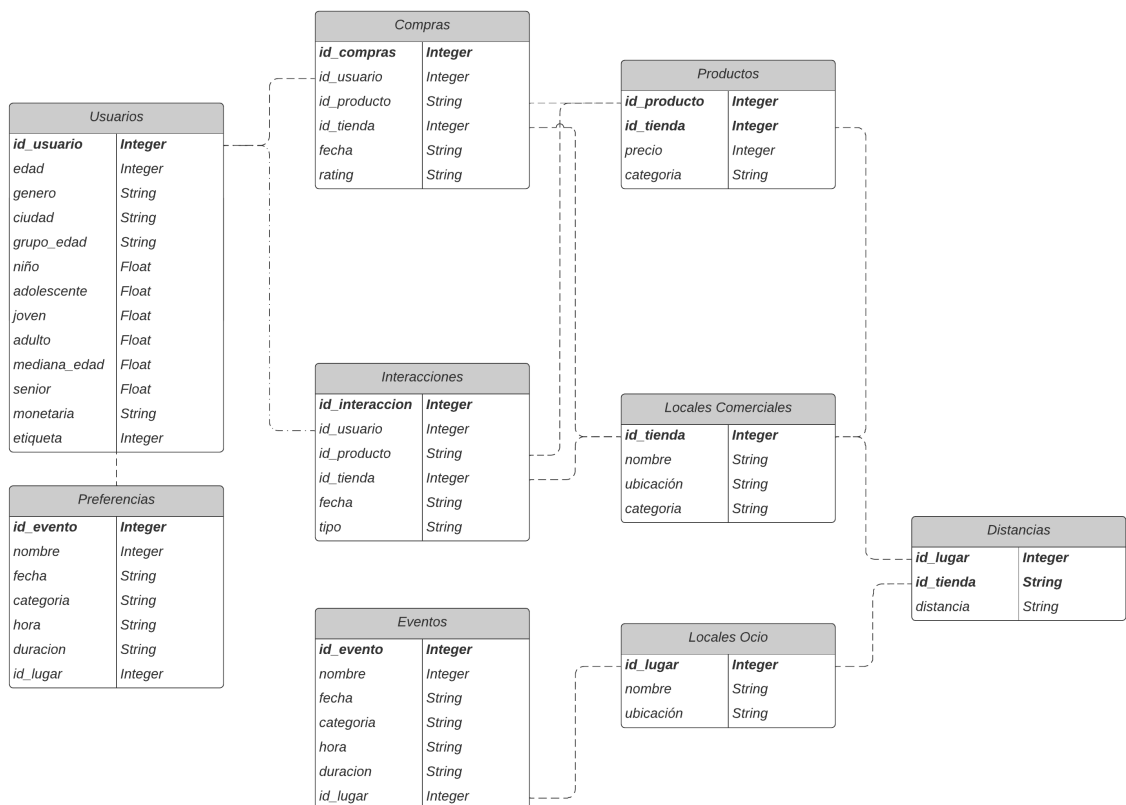 Compras
id_compras Integer
id_usuario Integer
id_producto String
id_tienda Integer
fecha String
rating String
Productos
id_producto Integer
id_tienda Integer
precio Integer
categoria String
Usuarios
id_usuario Integer
edad Integer
genero String
ciudad String
grupo_edad String
niño Float
adolescente Float
joven Float
adulto Float
mediana_edad Float
senior Float
monetaria String
etiqueta Integer
Interacciones
id_interaccion Integer
id_usuario Integer
id_producto String
id_tienda Integer
fecha String
tipo String
Locales Comerciales
id_tienda Integer
nombre String
ubicación String
categoria String
Preferencias
id_evento Integer
nombre Integer
fecha String
categoria String
hora String
duracion String
id_lugar Integer
Distancias
id_lugar Integer
id_tienda String
distancia String
Eventos
id_evento Integer
nombre Integer
fecha String
categoria String
hora String
duracion String
id_lugar Integer
Locales Ocio
id_lugar Integer
nombre String
ubicación String